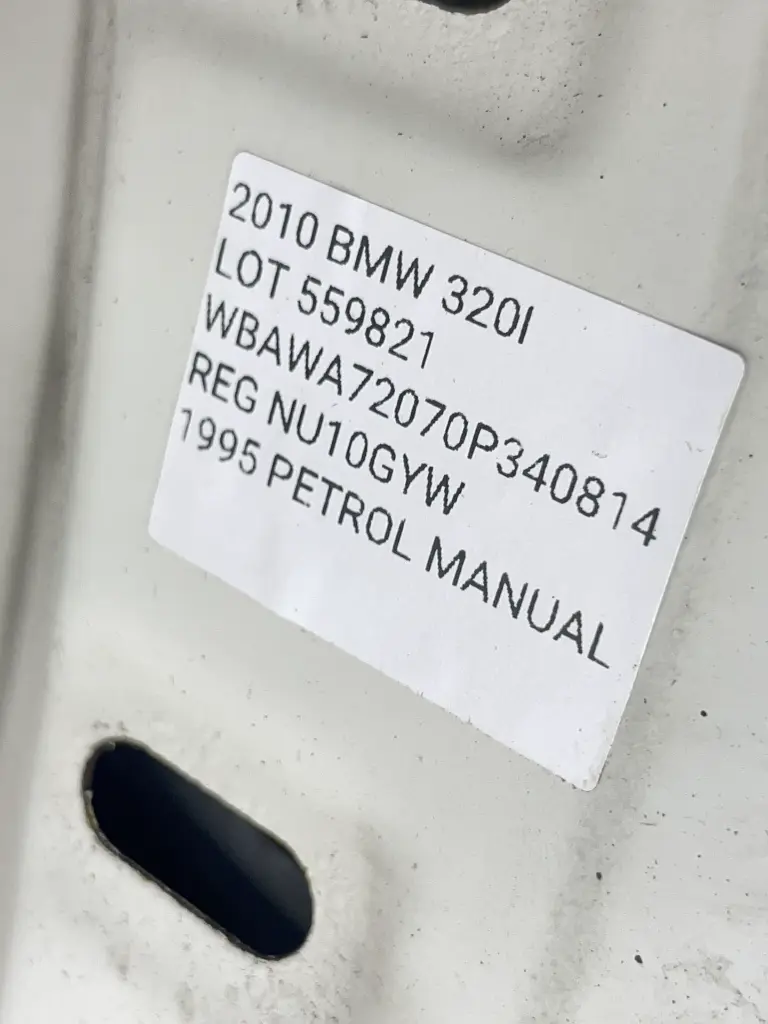 2010 BMW 320I
LOT 559821
WBAWA72070P340814
REG NU10GYW
1995 PETROL MANUAL